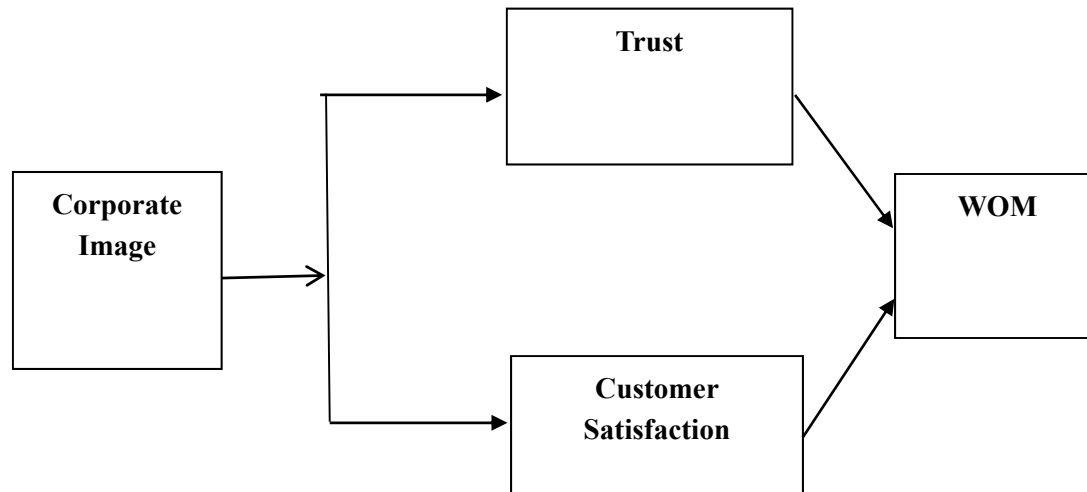 Trust
Corporate
Image
WOM
Customer
Satisfaction